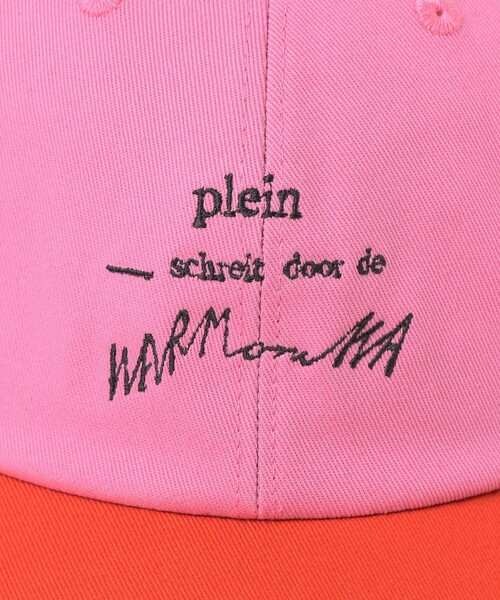 plein
— schreit door de